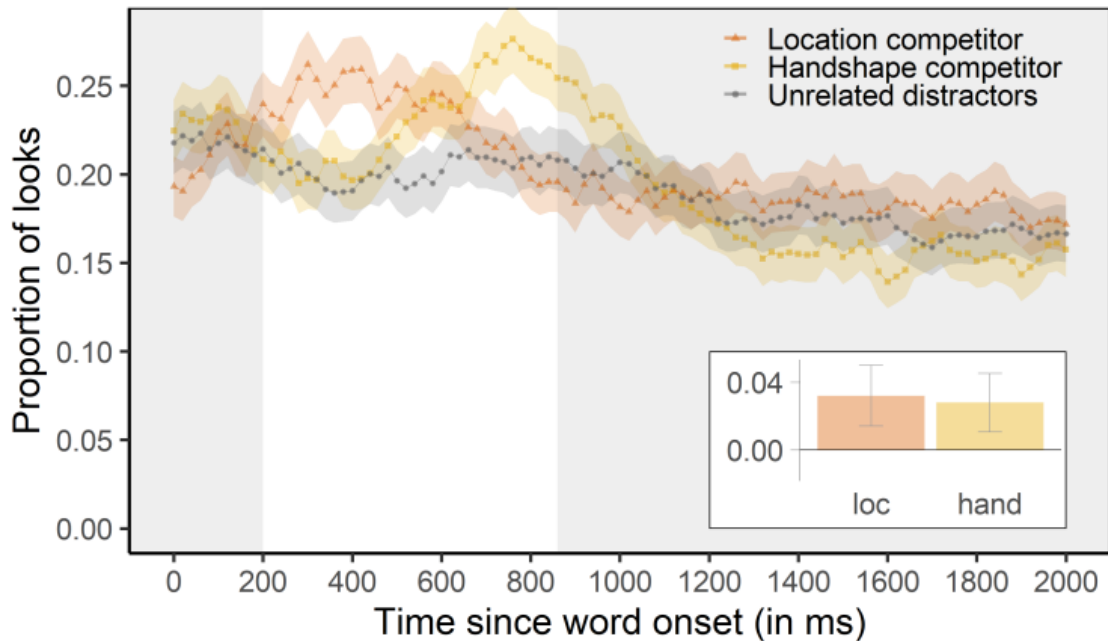 Location competitor
Handshape competitor
Unrelated distractors
Proportion of looks
0.25
0.20
0.15
0.10
0.05
0.00
0.04
0.00
loc hand
0 200 400 600 800 1000 1200 1400 1600 1800 2000
Time since word onset (in ms)